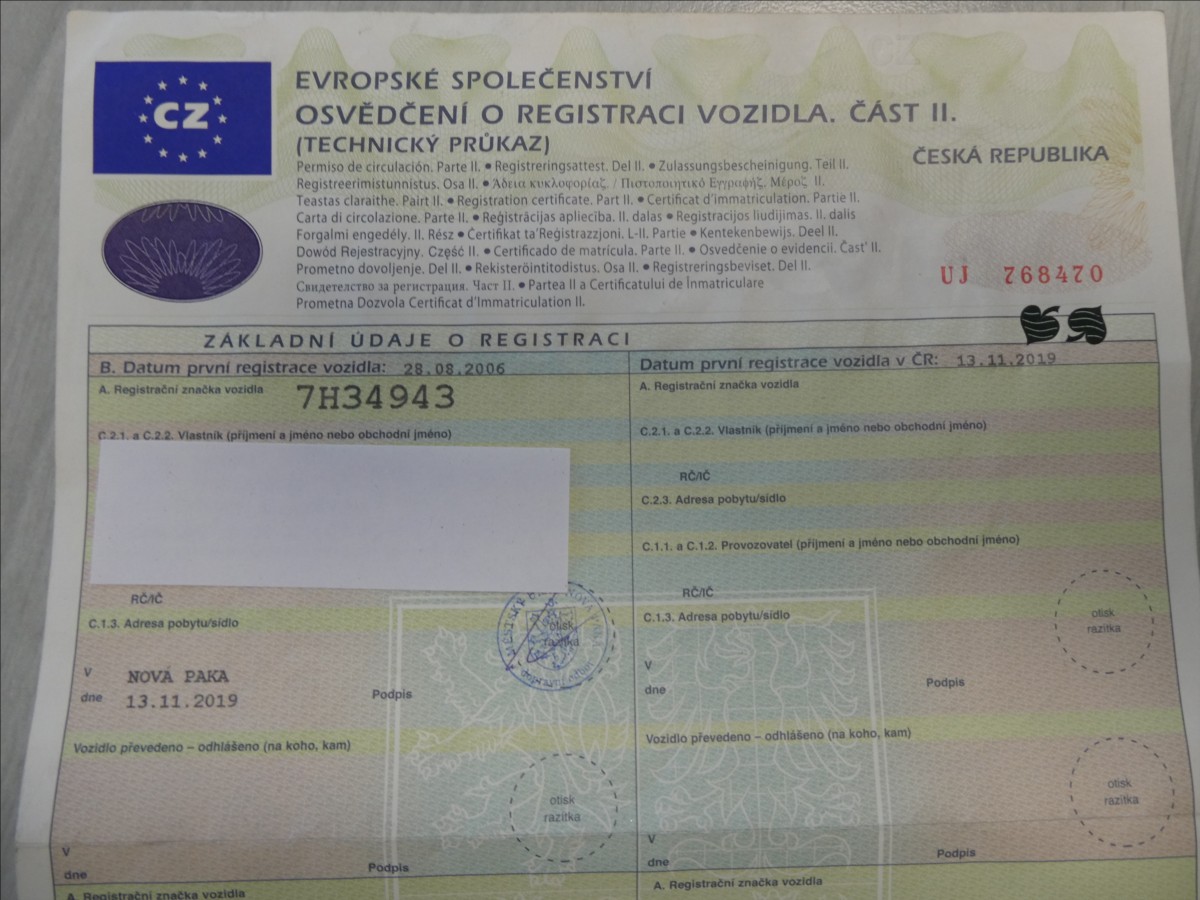 CZ
EVROPSKÉ SPOLEČENSTVÍ
OSVĚDČENÍ O REGISTRACI VOZIDLA. ČÁST II.
(TECHNICKÝ PRŮKAZ)
ČESKÁ REPUBLIKA
Permiso de circulación. Parte II. • Registreringsattest. Del II. • Zulassungsbescheinigung. Teil II.
Registreerimistunnistus. Osa II. • Άδεια κυκλοφορίας. / Πιστοποιητικό Εγγραφής. Μέρος II.
Teastas claraithe. Pairt II. • Registration certificate. Part II. • Certificat d'immatriculation. Partie II.
Carta di circolazione. Parte II. • Reģistrācijas apliecība. II. dalas • Registracijos liudijimas. II. dalis
Forgalmi engedély. II. Rész • Ċertifikat ta'Reġistrazzjoni. L-II. Partie • Kentekenbewijs. Deel II.
Dowód Rejestracyjny. Część II. • Certificado de matrícula. Parte II. • Osvedčenie o evidencii. Časť II.
Prometno dovoljenje. Del II. • Rekisteröintitodistus. Osa II. • Registreringsbeviset. Del II.
Свидетелство за регистрация. Част II. • Partea II a Certificatului de Înmatriculare
Prometna Dozvola Certificat d'Immatriculation II.
UJ 768470
ZÁKLADNÍ ÚDAJE O REGISTRACI
B. Datum první registrace vozidla: 28.08.2006
Datum první registrace vozidla v ČR: 13.11.2019
A. Registrační značka vozidla 7H34943
A. Registrační značka vozidla
C.2.1. a C.2.2. Vlastník (příjmení a jméno nebo obchodní jméno)
C.2.1. a C.2.2. Vlastník (příjmení a jméno nebo obchodní jméno)
RČ/IČ
C.2.3. Adresa pobytu/sídlo
C.1.1. a C.1.2. Provozovatel (příjmení a jméno nebo obchodní jméno)
RČ/IČ
RČ/IČ
C.1.3. Adresa pobytu/sídlo
C.1.3. Adresa pobytu/sídlo
otisk
razítka
otisk
razítka
V NOVÁ PAKA
dne 13.11.2019 Podpis
V
dne Podpis
Vozidlo převedeno – odhlášeno (na koho, kam)
Vozidlo převedeno – odhlášeno (na koho, kam)
otisk
razítka
otisk
razítka
V
dne Podpis
V
dne Podpis
A. Registrační značka vozidla
A. Registrační značka vozidla